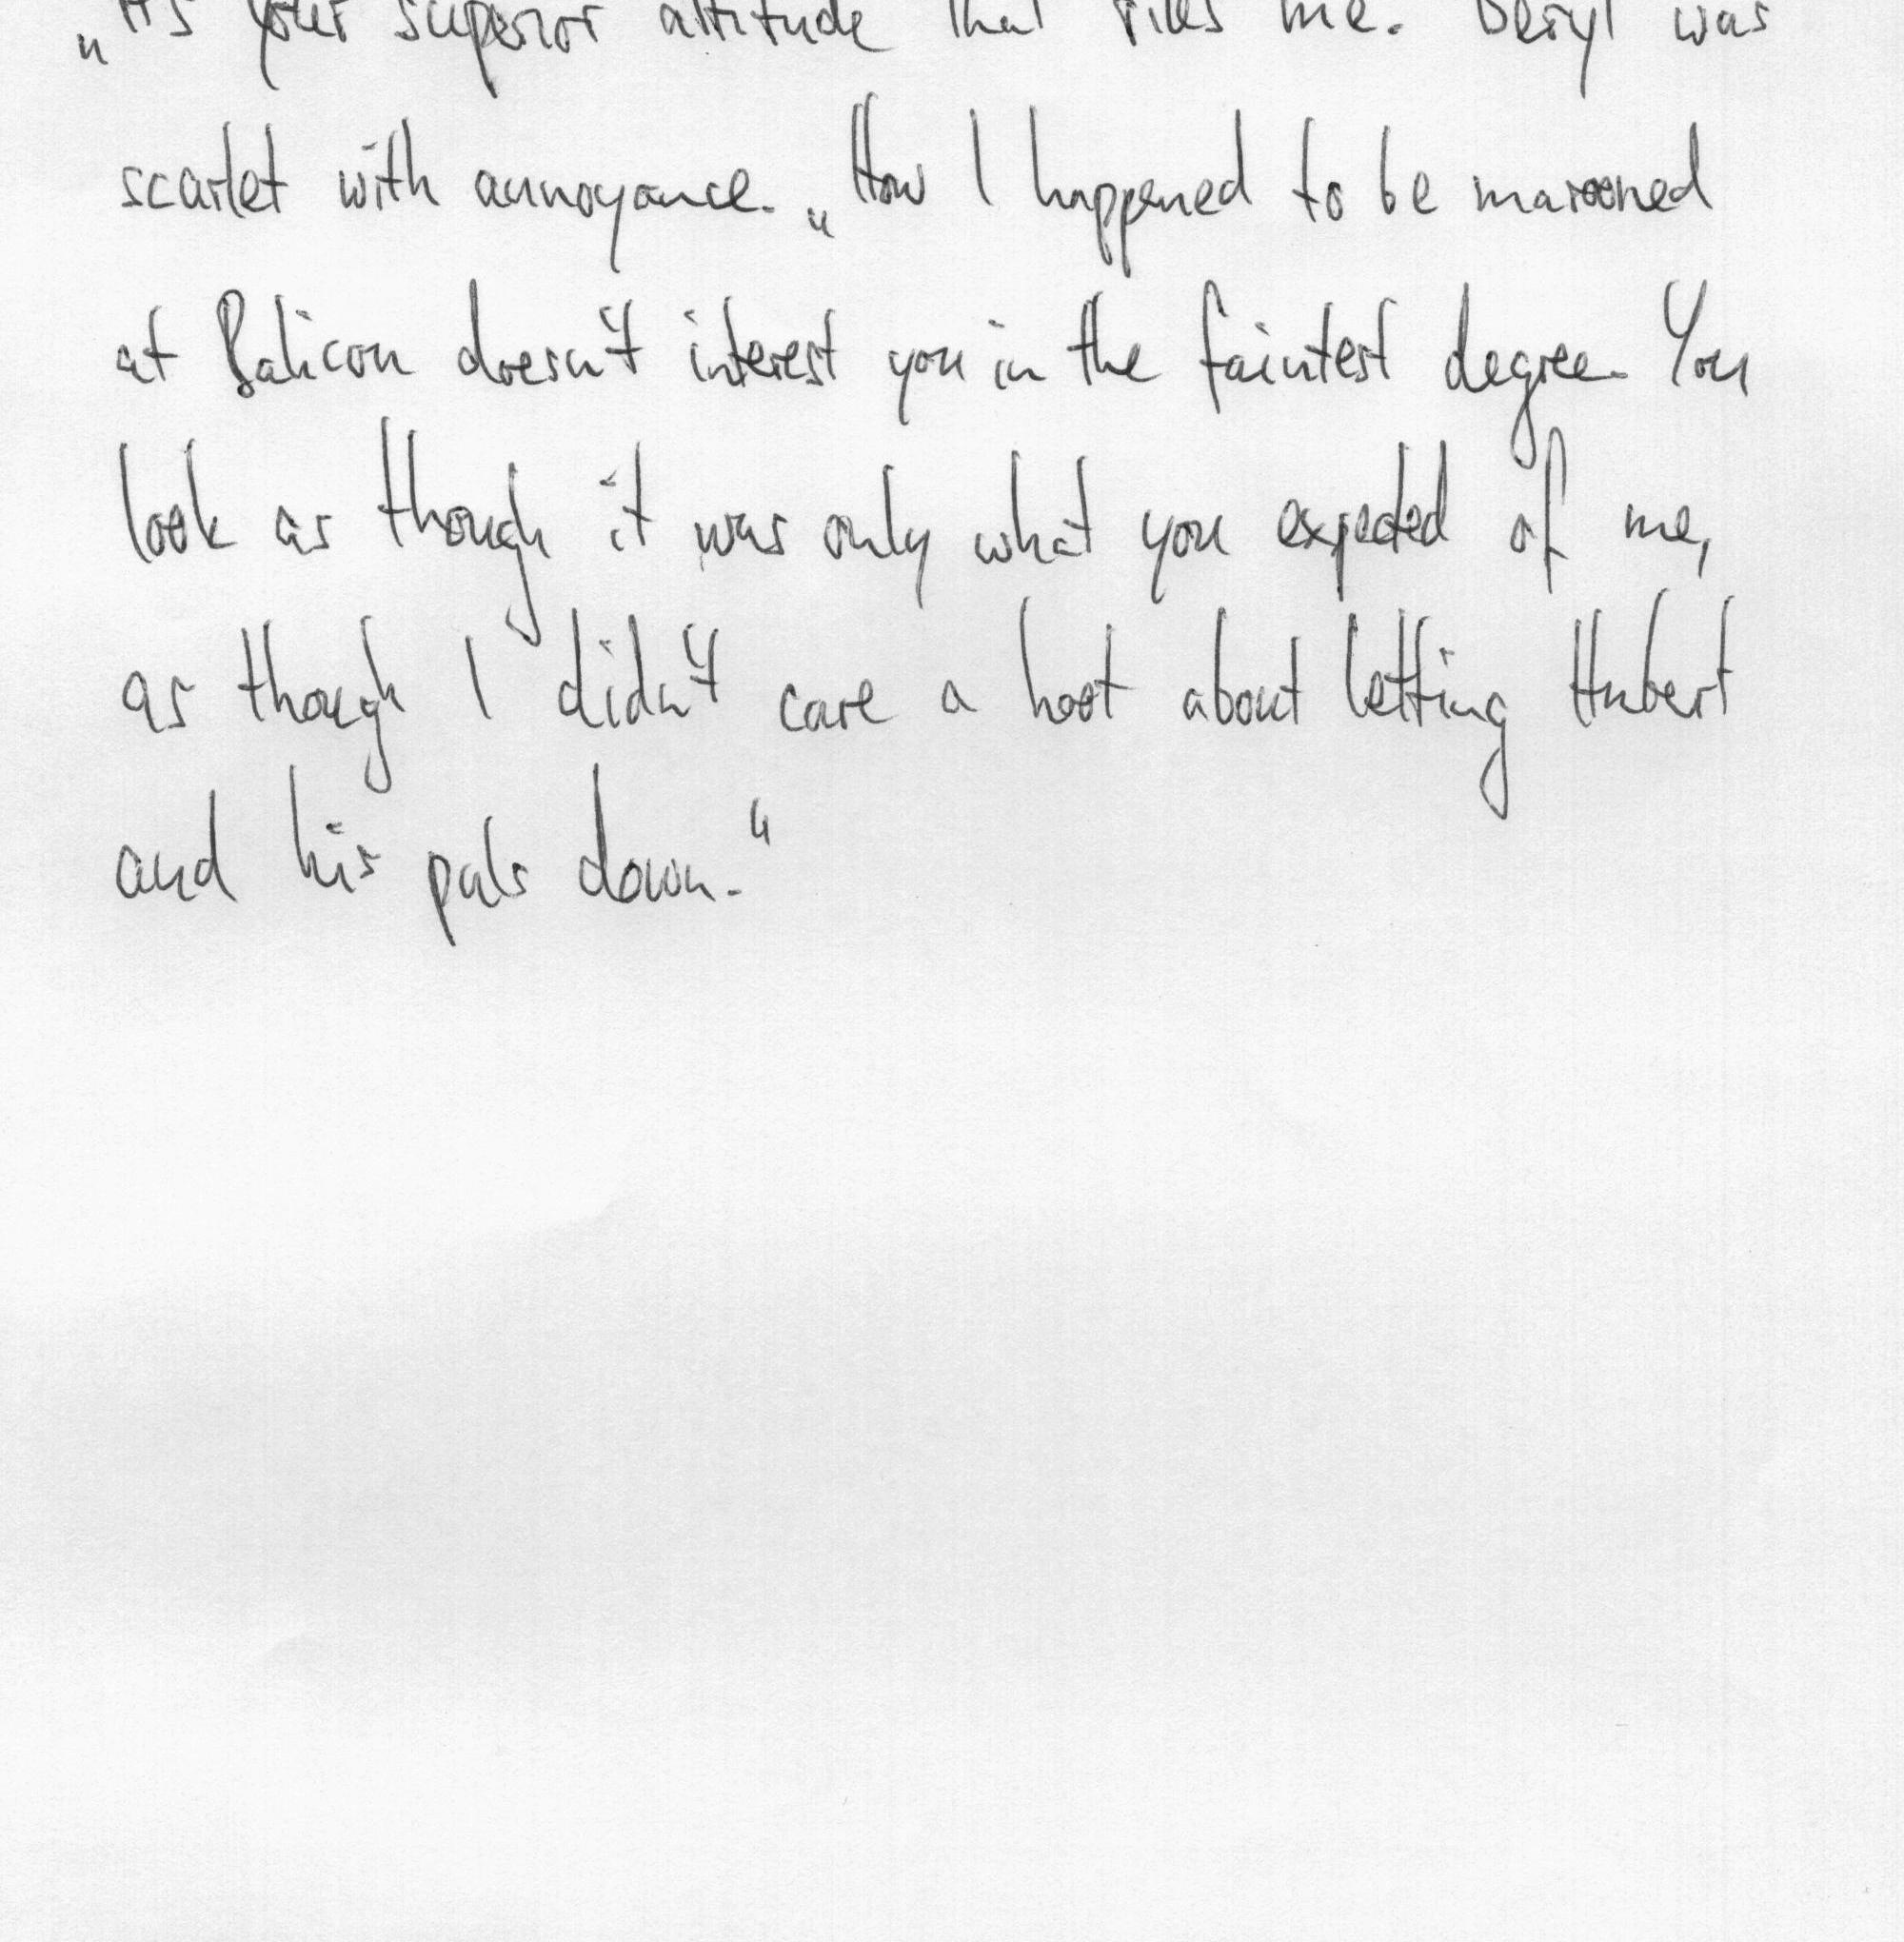 „It's your superior attitude that riles me. Beryl was
scarlet with annoyance. „How I happened to be marooned
at Balicon doesn't interest you in the faintest degree. You
look as though it was only what you expected of me,
as though I didn't care a hoot about letting Hubert
and his pals down."